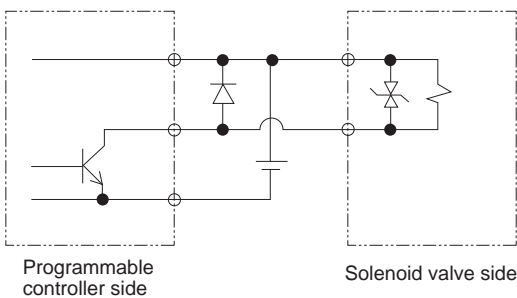 Programmable
controller side
Solenoid valve side